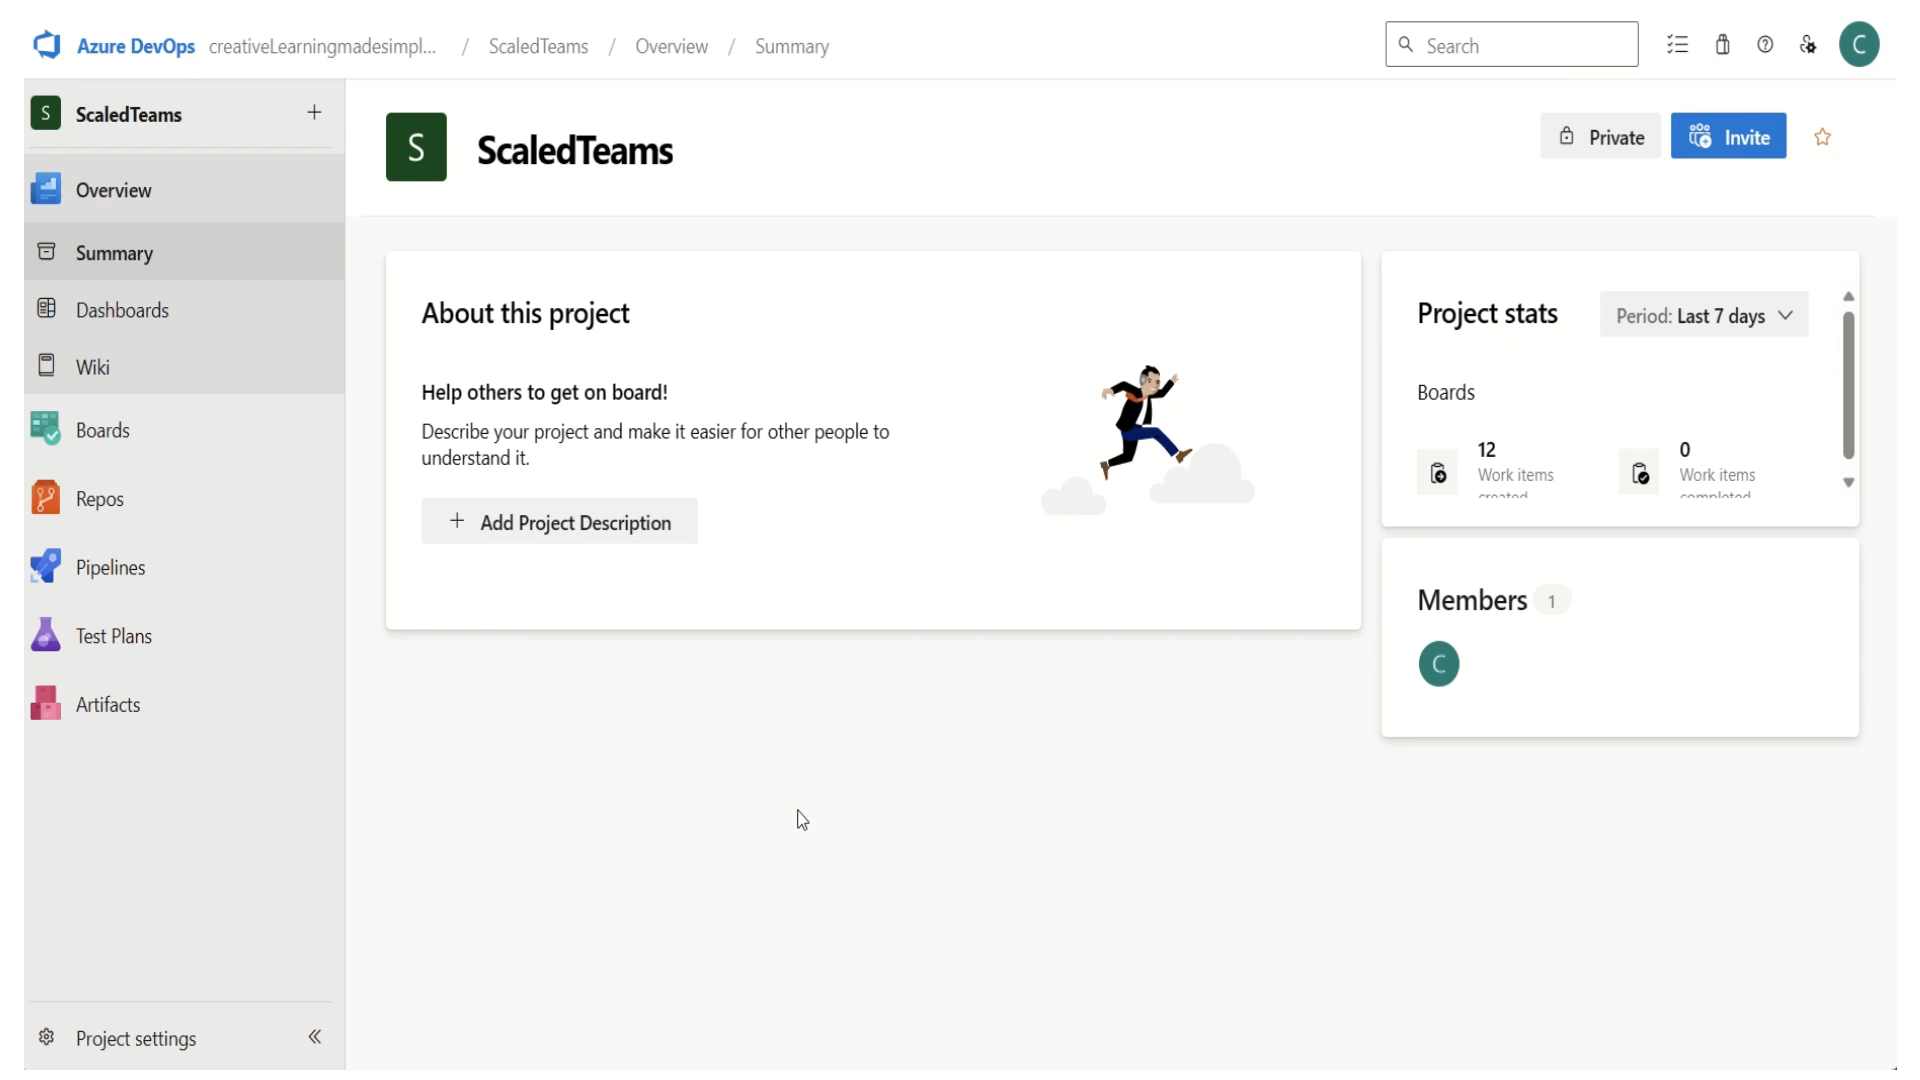 Azure DevOps creativeLearningmadesimpl... / ScaledTeams / Overview / Summary
Search
C
S ScaledTeams
Overview
Summary
Dashboards
Wiki
Boards
Repos
Pipelines
Test Plans
Artifacts
Project settings
S ScaledTeams
Private
Invite
About this project
Help others to get on board!
Describe your project and make it easier for other people to
understand it.
+ Add Project Description
Project stats
Period: Last 7 days
Boards
12
Work items
created
0
Work items
completed
Members 1
C